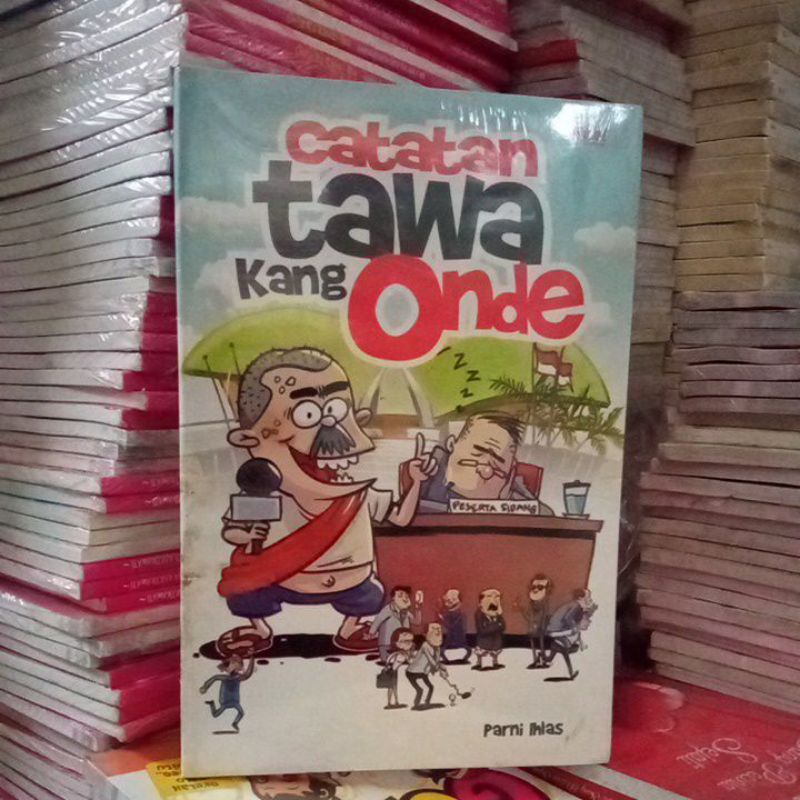 catatan
tawa
Kang Onde
Z Z Z
PESERTA SIDANG
Parni Ihlas